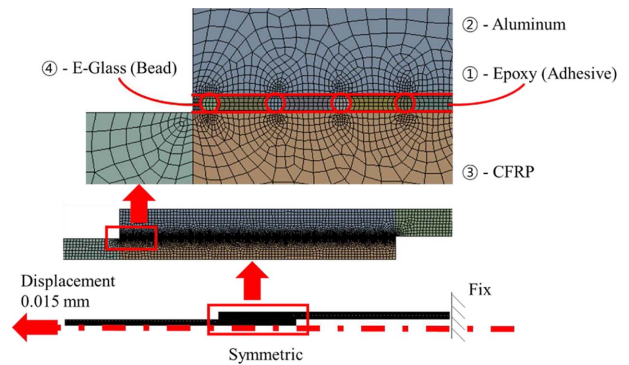 ② - Aluminum
④ - E-Glass (Bead)
① - Epoxy (Adhesive)
③ - CFRP
Displacement
0.015 mm
Fix
Symmetric